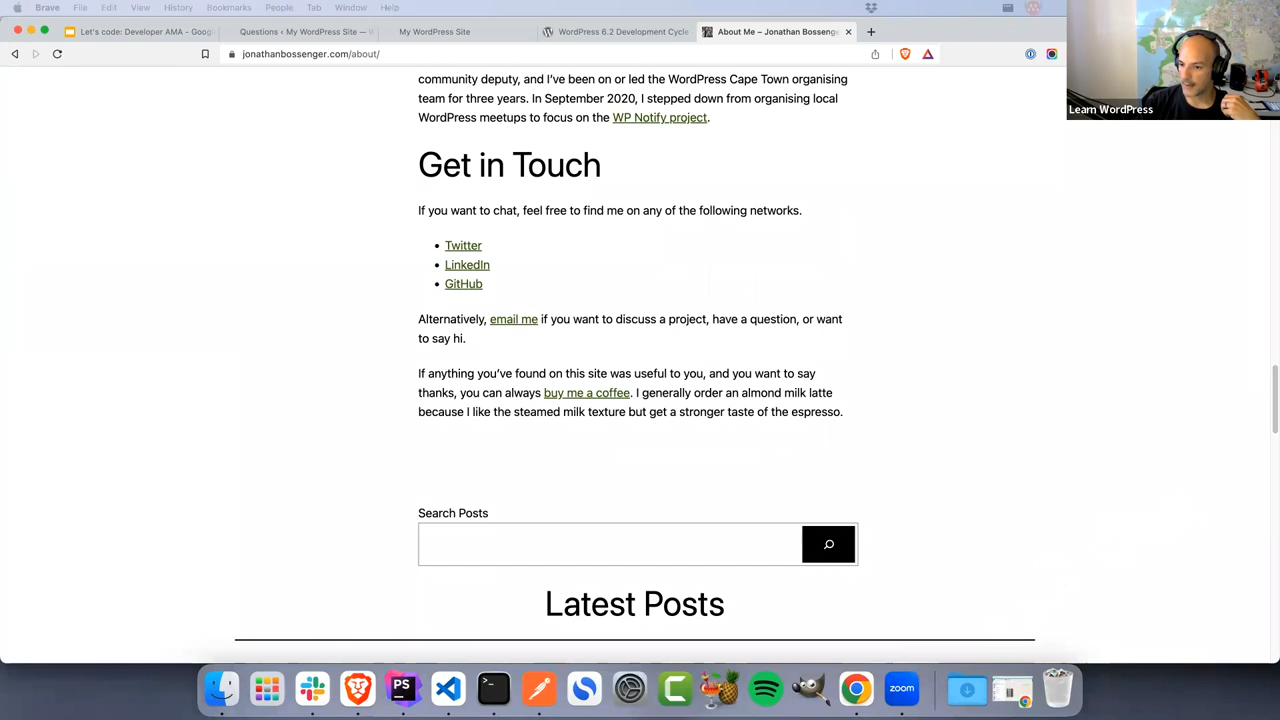 Brave File Edit View History Bookmarks People Tab Window Help
Let's code: Developer AMA - Goog
Questions ‹ My WordPress Site — W
My WordPress Site
WordPress 6.2 Development Cycle
About Me – Jonathan Bosseng
jonathanbossenger.com/about/
Learn WordPress
community deputy, and I've been on or led the WordPress Cape Town organising
team for three years. In September 2020, I stepped down from organising local
WordPress meetups to focus on the WP Notify project.
Get in Touch
If you want to chat, feel free to find me on any of the following networks.
• Twitter
• LinkedIn
• GitHub
Alternatively, email me if you want to discuss a project, have a question, or want
to say hi.
If anything you've found on this site was useful to you, and you want to say
thanks, you can always buy me a coffee. I generally order an almond milk latte
because I like the steamed milk texture but get a stronger taste of the espresso.
Search Posts
Latest Posts
PS
>_
zoom